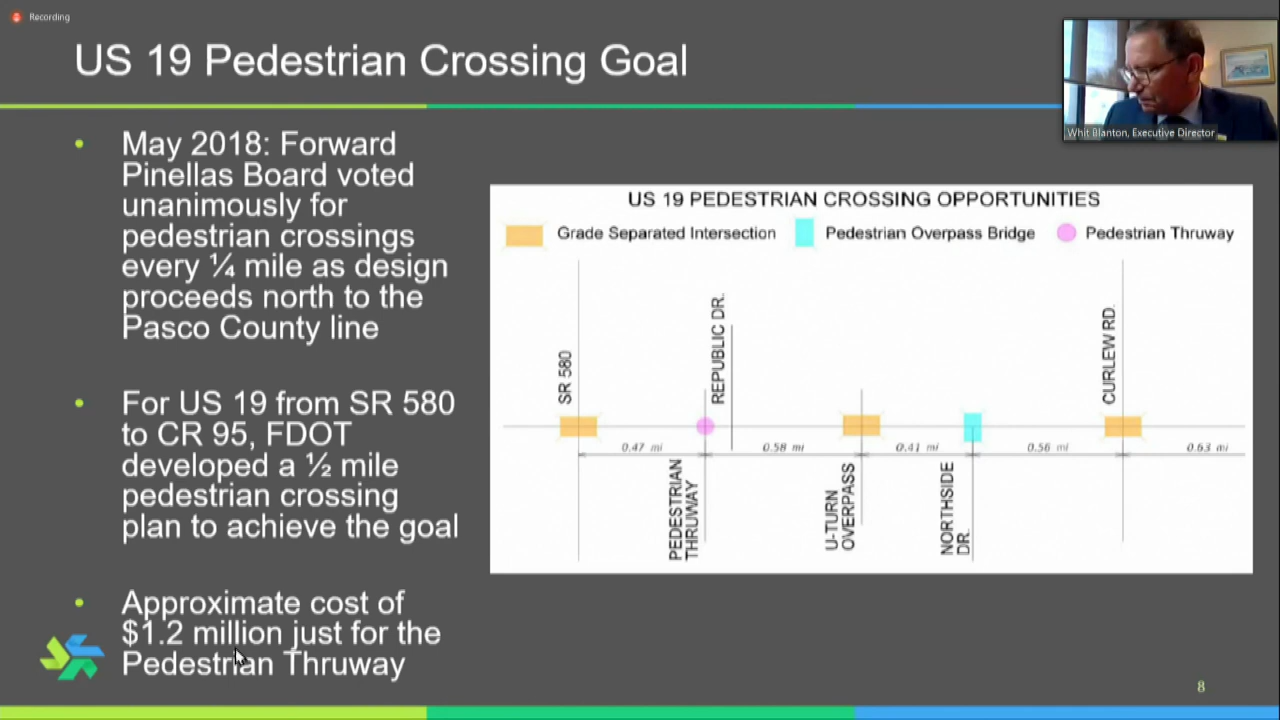 Recording
US 19 Pedestrian Crossing Goal
Whit Blanton, Executive Director
• May 2018: Forward
Pinellas Board voted
unanimously for
pedestrian crossings
every ¼ mile as design
proceeds north to the
Pasco County line
• For US 19 from SR 580
to CR 95, FDOT
developed a ½ mile
pedestrian crossing
plan to achieve the goal
• Approximate cost of
$1.2 million just for the
Pedestrian Thruway
US 19 PEDESTRIAN CROSSING OPPORTUNITIES
Grade Separated Intersection
Pedestrian Overpass Bridge
Pedestrian Thruway
SR 580
REPUBLIC DR.
CURLEW RD.
0.47 mi
0.58 mi
0.41 mi
0.56 mi
0.63 mi
PEDESTRIAN
THRUWAY
U-TURN
OVERPASS
NORTHSIDE
DR.
8